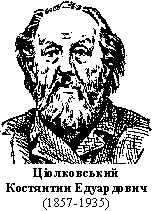 Ціолковський
Костянтин Едуардович
(1857-1935)